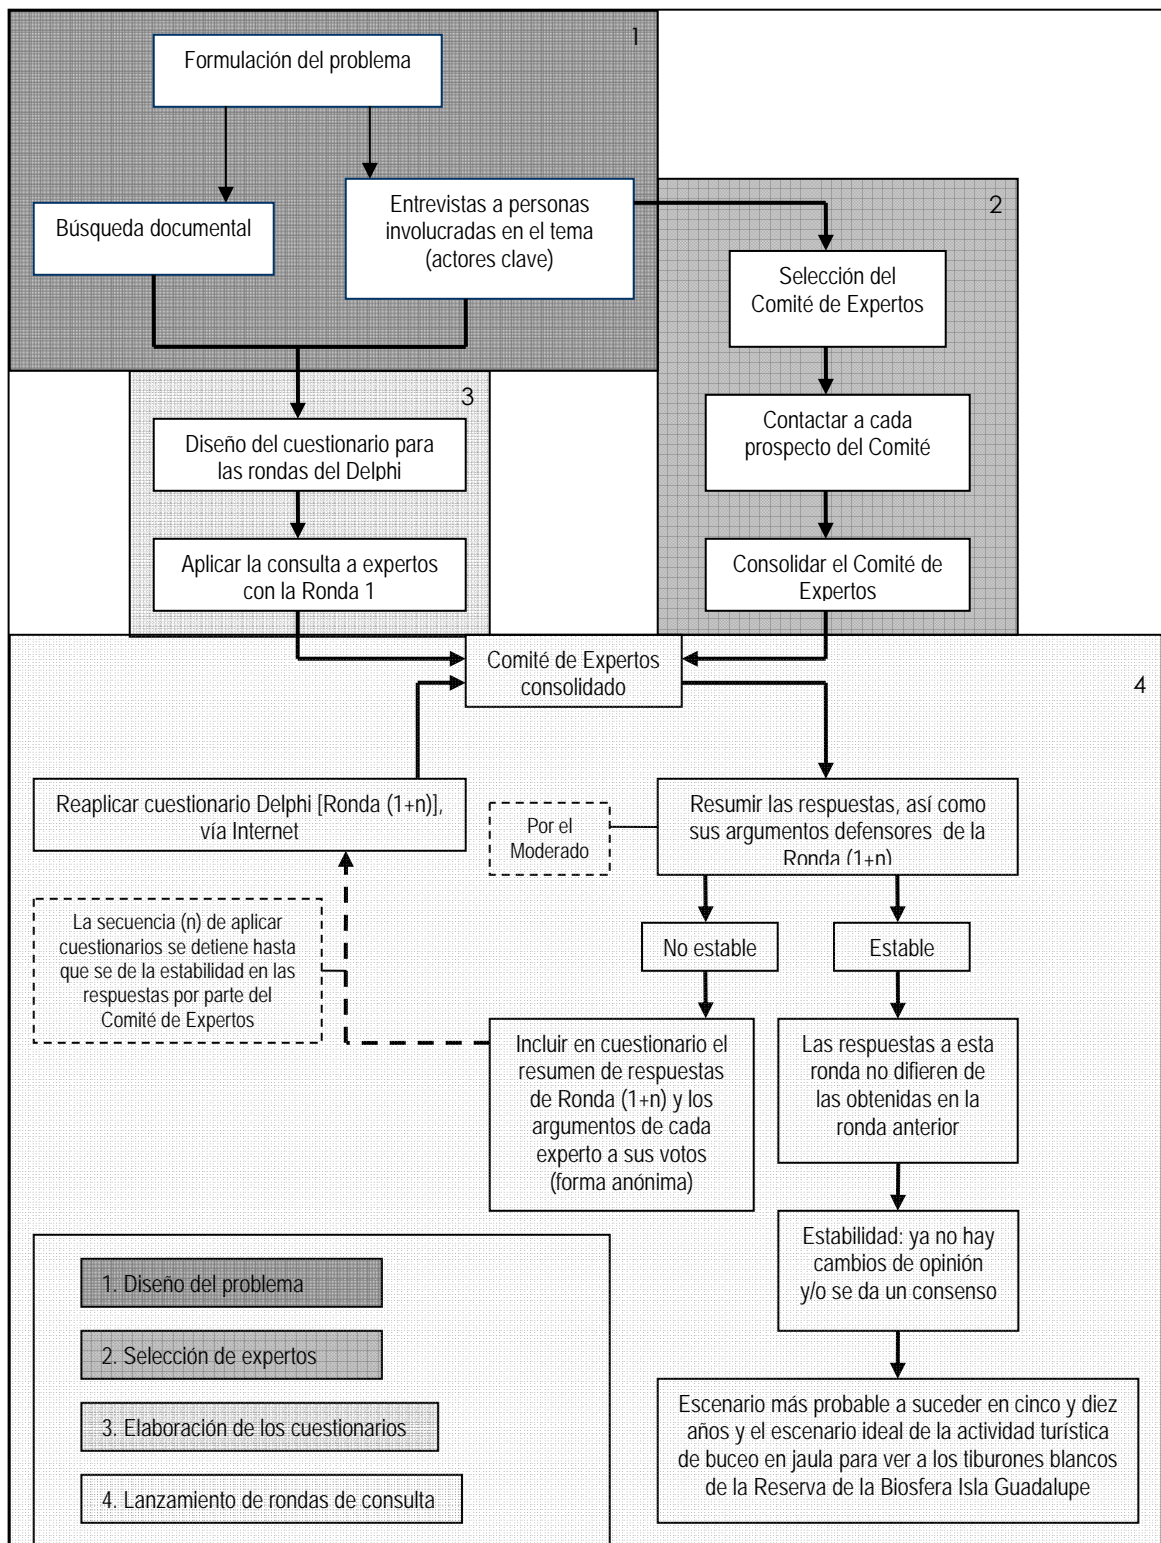 1
Formulación del problema
Búsqueda documental
Entrevistas a personas
involucradas en el tema
(actores clave)
2
Selección del
Comité de Expertos
Contactar a cada
prospecto del Comité
Consolidar el Comité de
Expertos
3
Diseño del cuestionario para
las rondas del Delphi
Aplicar la consulta a expertos
con la Ronda 1
4
Comité de Expertos
consolidado
Reaplicar cuestionario Delphi [Ronda (1+n)],
vía Internet
Por el
Moderado
Resumir las respuestas, así como
sus argumentos defensores de la
Ronda (1+n)
La secuencia (n) de aplicar
cuestionarios se detiene hasta
que se de la estabilidad en las
respuestas por parte del
Comité de Expertos
No estable
Estable
Incluir en cuestionario el
resumen de respuestas
de Ronda (1+n) y los
argumentos de cada
experto a sus votos
(forma anónima)
Las respuestas a esta
ronda no difieren de
las obtenidas en la
ronda anterior
Estabilidad: ya no hay
cambios de opinión
y/o se da un consenso
Escenario más probable a suceder en cinco y diez
años y el escenario ideal de la actividad turística
de buceo en jaula para ver a los tiburones blancos
de la Reserva de la Biosfera Isla Guadalupe
1. Diseño del problema
2. Selección de expertos
3. Elaboración de los cuestionarios
4. Lanzamiento de rondas de consulta